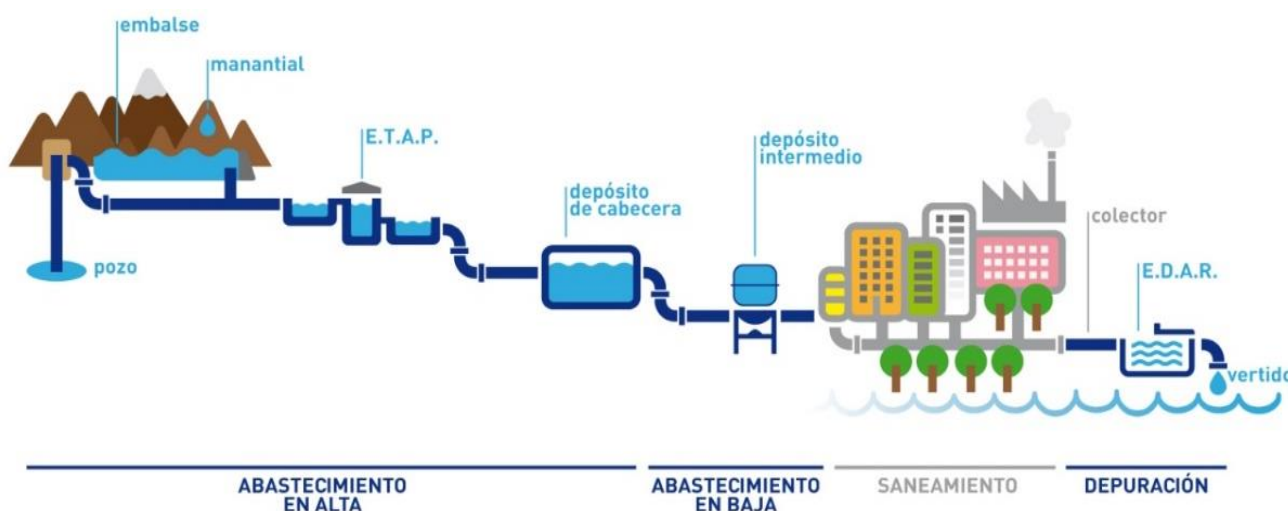 embalse
manantial
E.T.A.P.
pozo
depósito
de cabecera
depósito
intermedio
colector
E.D.A.R.
vertido
ABASTECIMIENTO
EN ALTA
ABASTECIMIENTO
EN BAJA
SANEAMIENTO
DEPURACIÓN